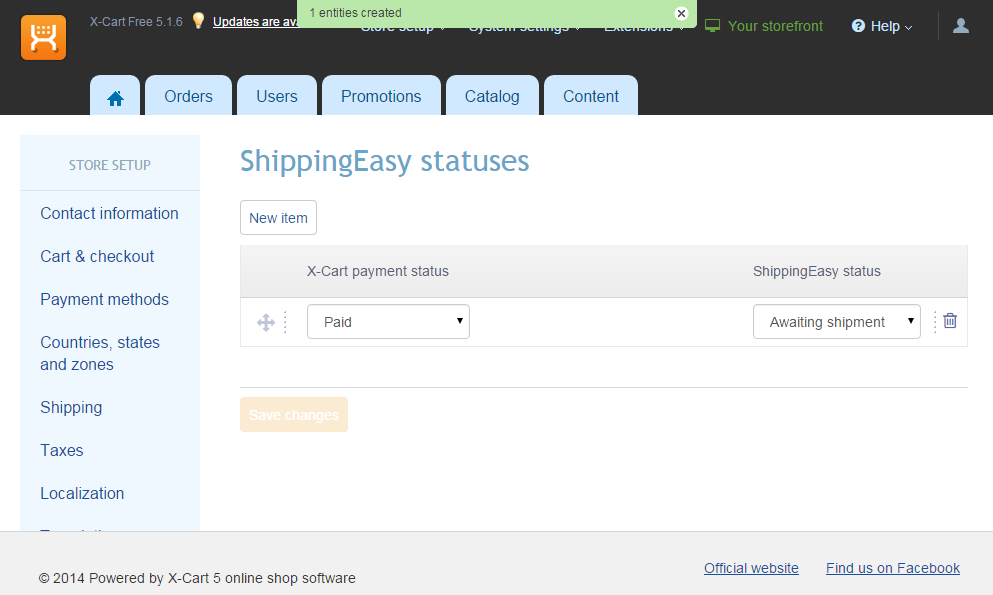 1 entities created
X-Cart Free 5.1.6
Updates are
Store setup
System settings
Extensions
Your storefront
Help
Orders
Users
Promotions
Catalog
Content
STORE SETUP
Contact information
Cart & checkout
Payment methods
Countries, states
and zones
Shipping
Taxes
Localization
ShippingEasy statuses
New item
X-Cart payment status
ShippingEasy status
Paid
Awaiting shipment
Save changes
© 2014 Powered by X-Cart 5 online shop software
Official website
Find us on Facebook